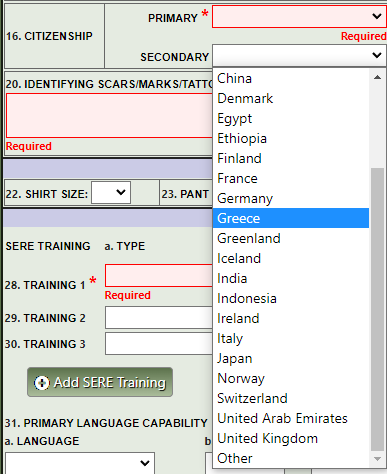 PRIMARY *
16. CITIZENSHIP
Required
SECONDARY
20. IDENTIFYING SCARS/MARKS/TATTO
Required
22. SHIRT SIZE:
23. PANT
SERE TRAINING
a. TYPE
28. TRAINING 1 *
Required
29. TRAINING 2
30. TRAINING 3
Add SERE Training
31. PRIMARY LANGUAGE CAPABILITY
a. LANGUAGE
b
China
Denmark
Egypt
Ethiopia
Finland
France
Germany
Greece
Greenland
Iceland
India
Indonesia
Ireland
Italy
Japan
Norway
Switzerland
United Arab Emirates
United Kingdom
Other